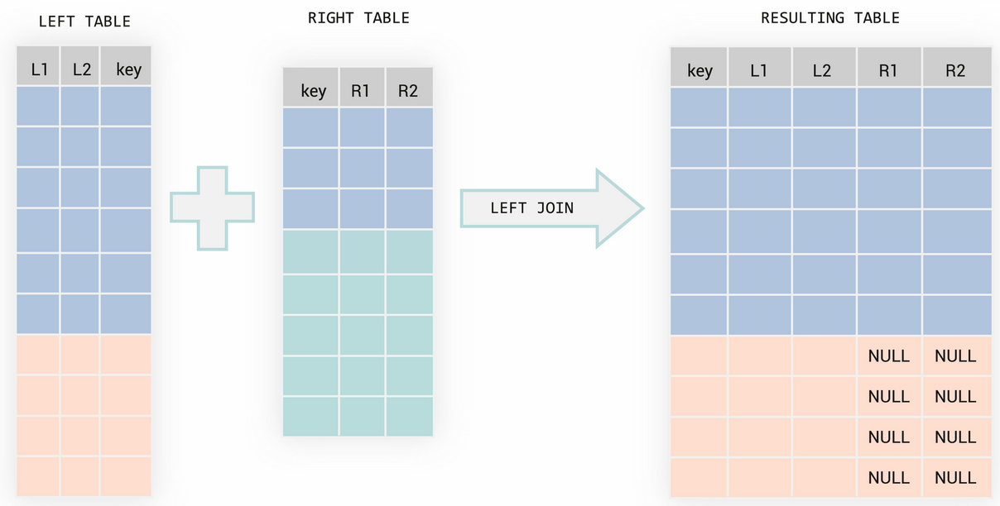 LEFT TABLE
RIGHT TABLE
RESULTING TABLE
L1 L2 key
key R1 R2
key L1 L2 R1 R2
LEFT JOIN
NULL NULL
NULL NULL
NULL NULL
NULL NULL